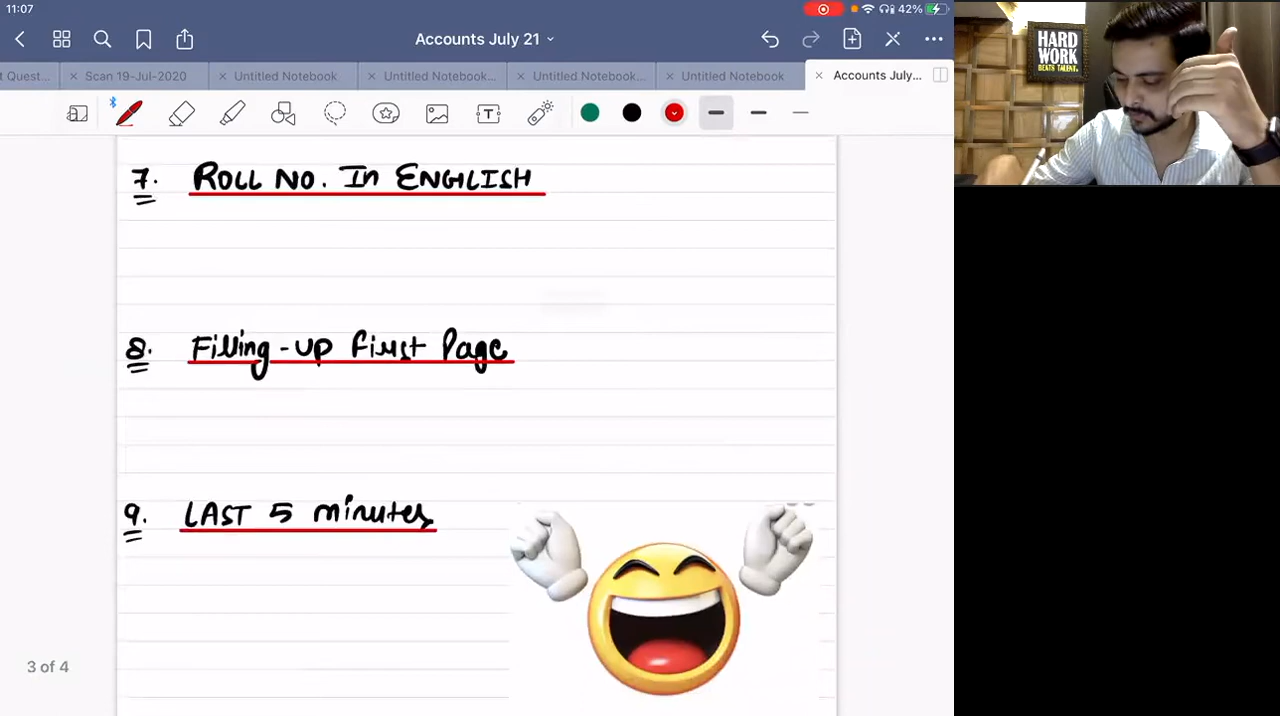 11:07
42%
Accounts July 21
t Quest...
Scan 19-Jul-2020
Untitled Notebook
Untitled Notebook...
Untitled Notebook...
Untitled Notebook
Accounts July...
T
HARD
WORK
BEATS TALENT.
7. ROLL NO. In ENGLISH
8. Filling-up first Page
9. LAST 5 minutes
3 of 4